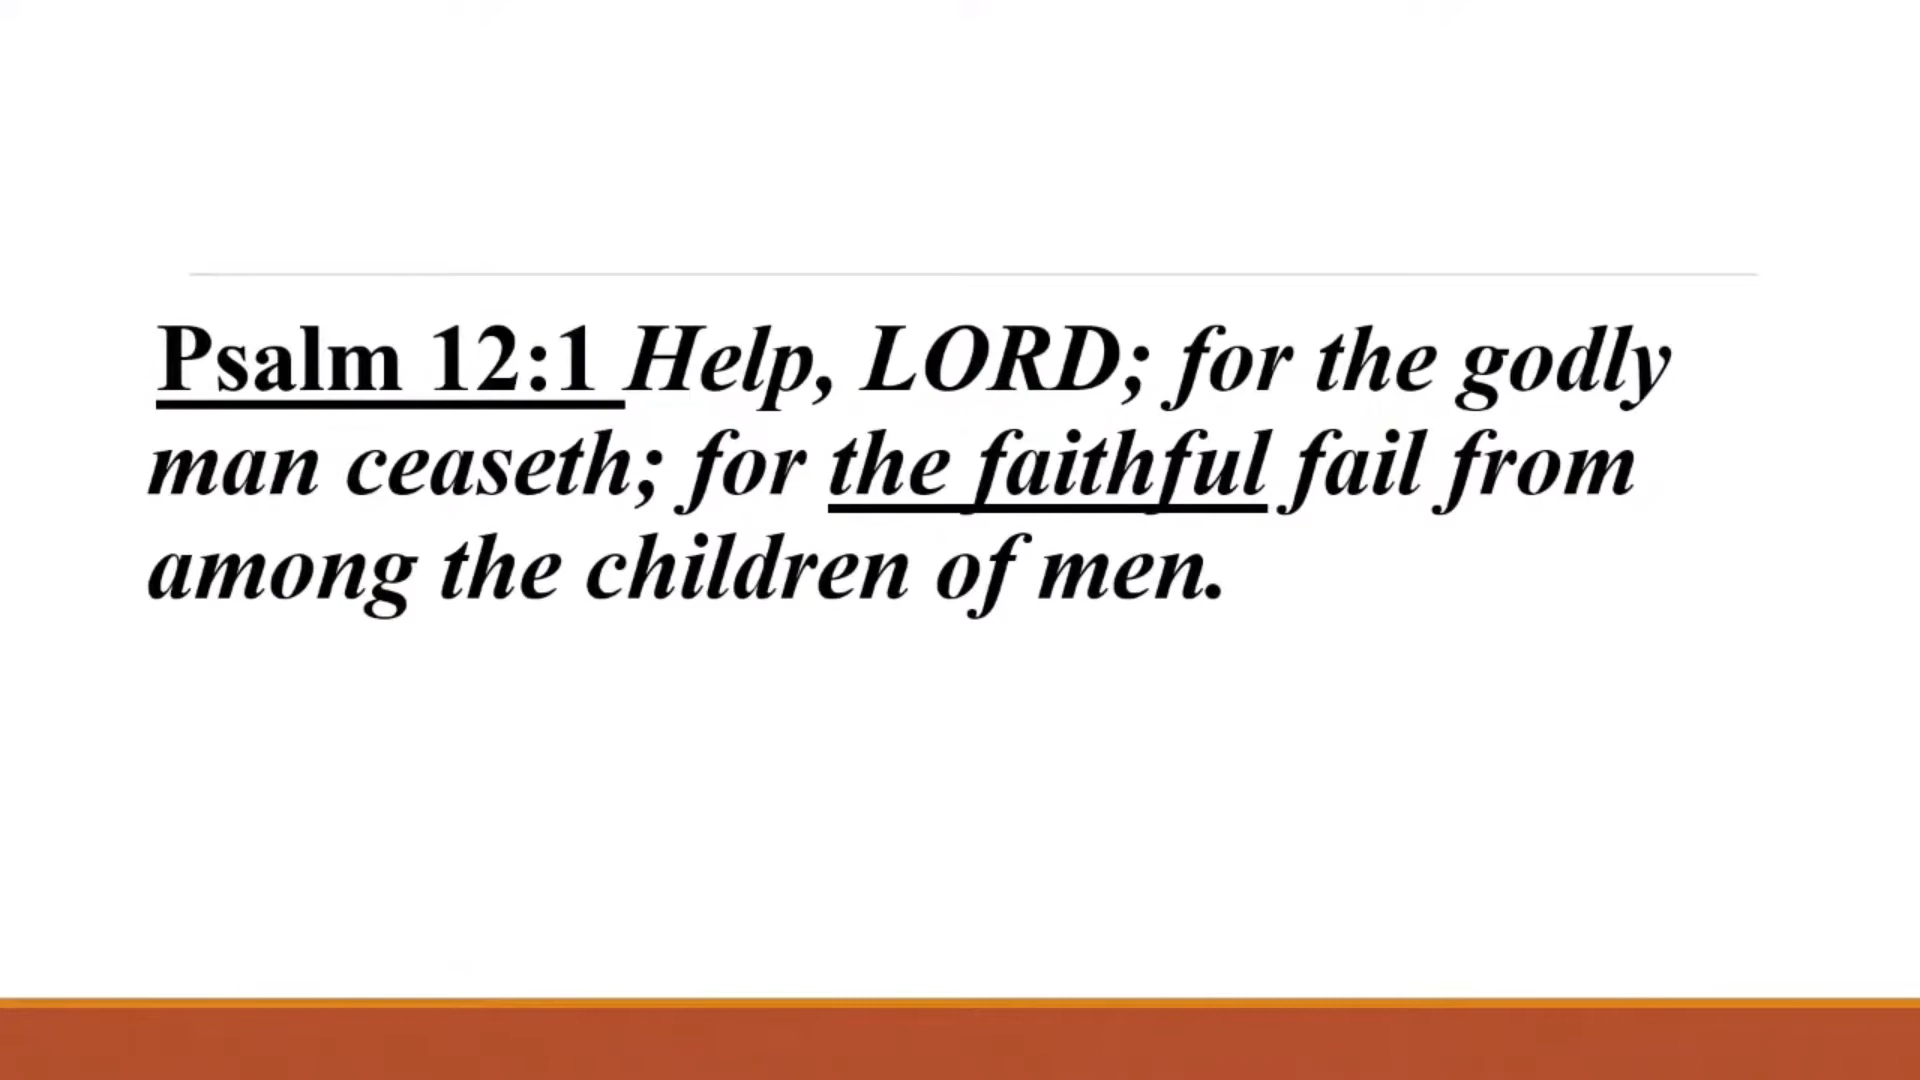 Psalm 12:1 Help, LORD; for the godly
man ceaseth; for the faithful fail from
among the children of men.